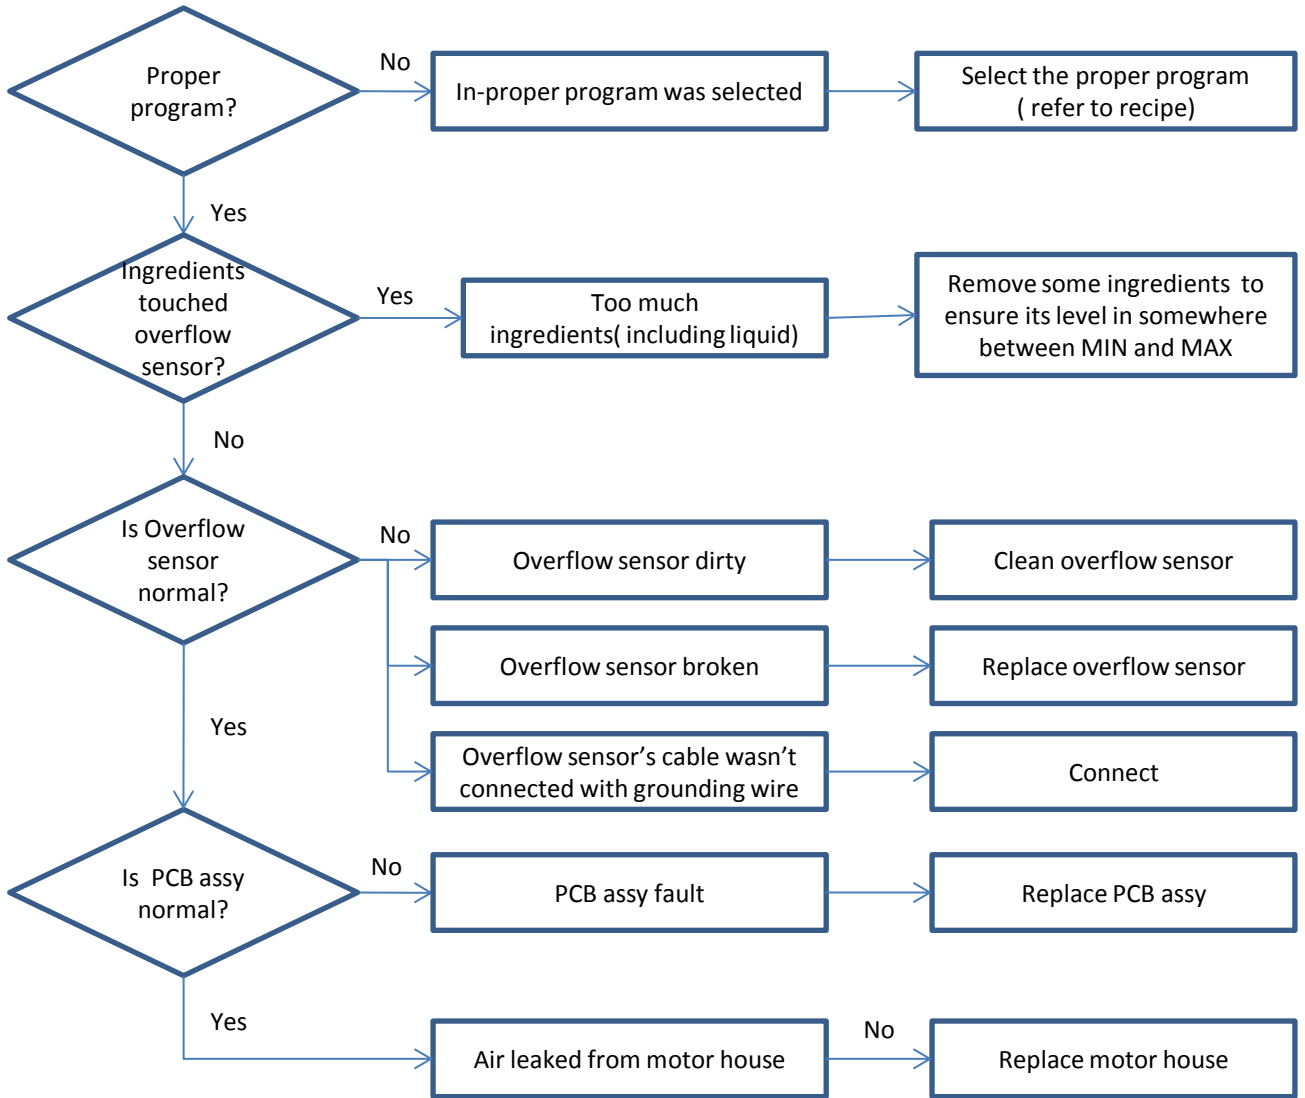 Proper
program?
No
In-proper program was selected
Select the proper program
( refer to recipe)
Yes
Ingredients
touched
overflow
sensor?
Yes
Too much
ingredients( including liquid)
Remove some ingredients  to
ensure its level in somewhere
between MIN and MAX
No
Is Overflow
sensor
normal?
No
Overflow sensor dirty
Clean overflow sensor
Overflow sensor broken
Replace overflow sensor
Yes
Overflow sensor’s cable wasn’t
connected with grounding wire
Connect
Is  PCB assy
normal?
No
PCB assy fault
Replace PCB assy
Yes
Air leaked from motor house
No
Replace motor house